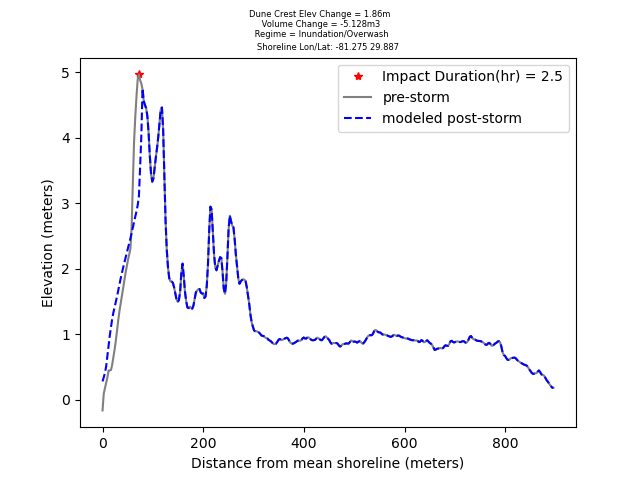 Dune Crest Elev Change = 1.86m
Volume Change = -5.128m3
Regime = Inundation/Overwash
Shoreline Lon/Lat: -81.275 29.887
Impact Duration(hr) = 2.5
pre-storm
modeled post-storm
Elevation (meters)
5
4
3
2
1
0
0 200 400 600 800
Distance from mean shoreline (meters)